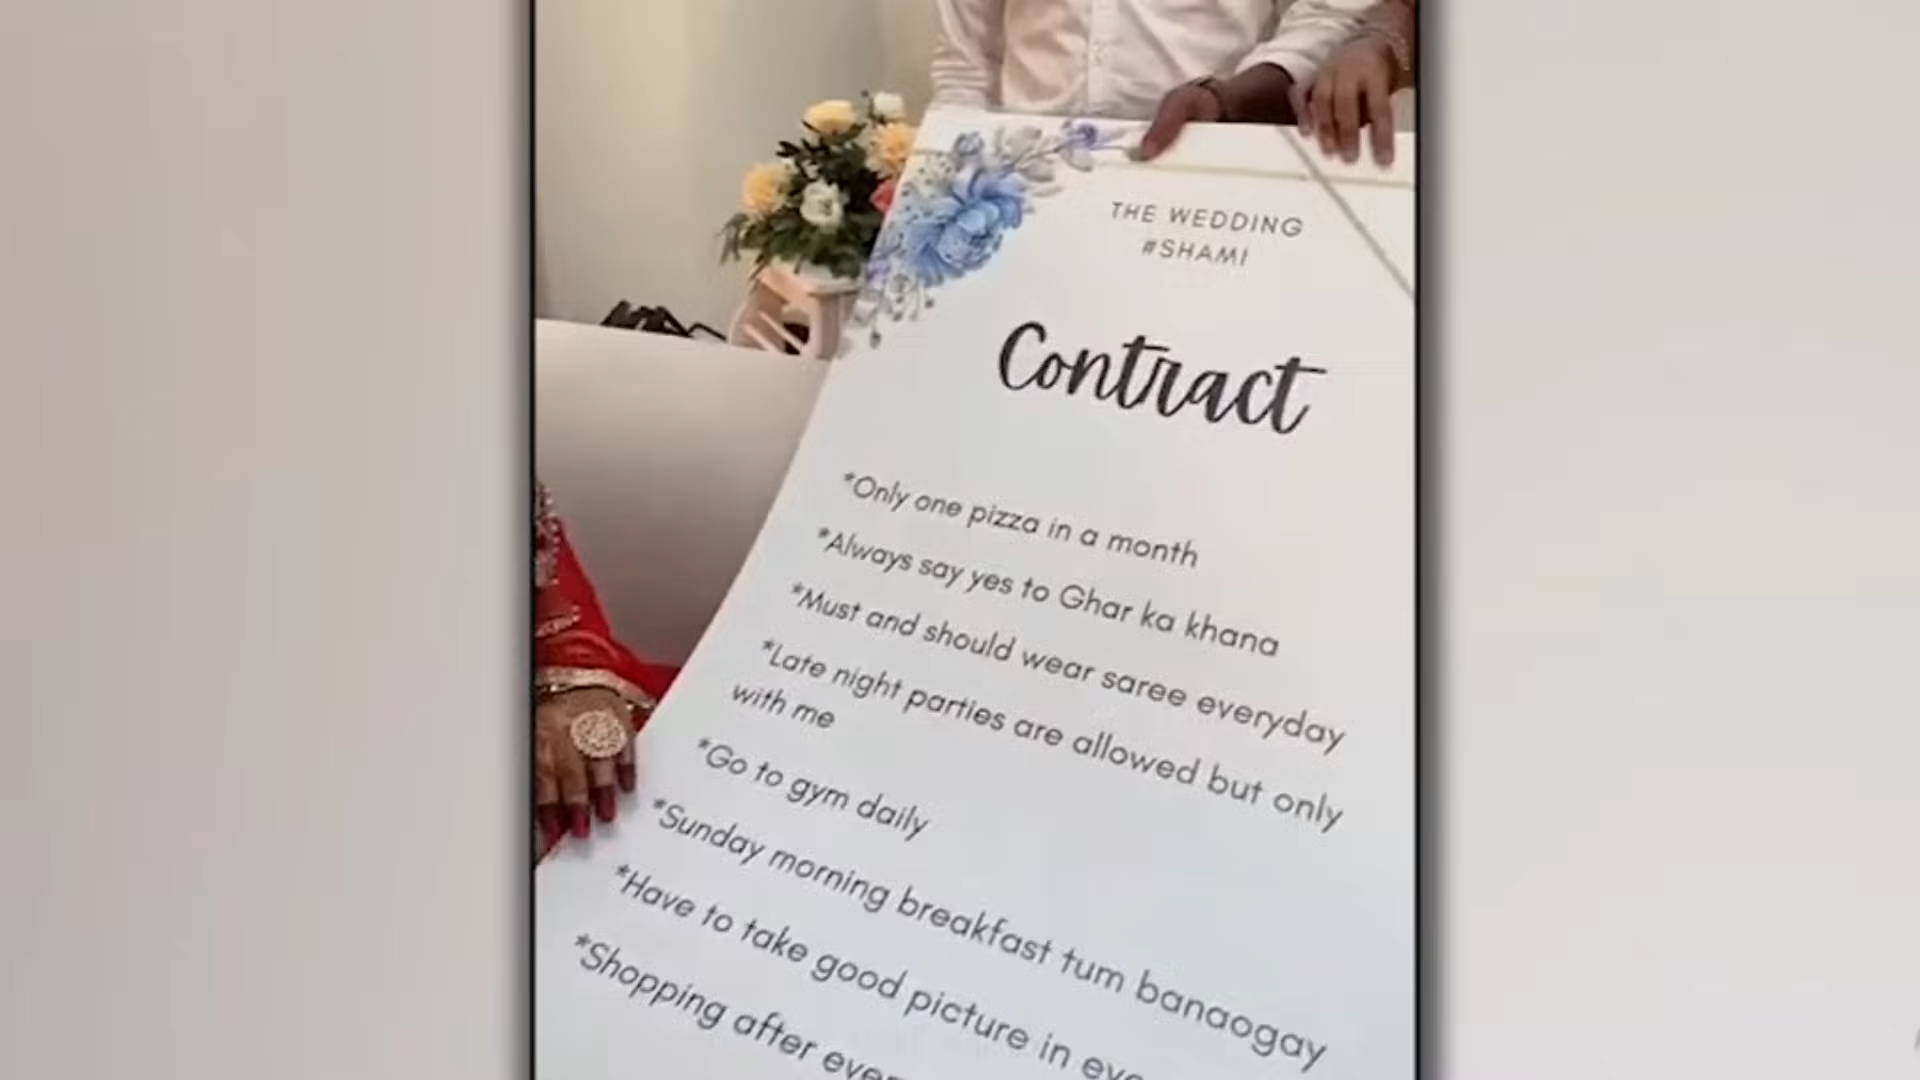 THE WEDDING
#SHAMI
Contract
*Only one pizza in a month
*Always say yes to Ghar ka khana
*Must and should wear saree everyday
*Late night parties are allowed but only
with me
*Go to gym daily
*Sunday morning breakfast tum banaogay
*Have to take good picture in
*Shopping after